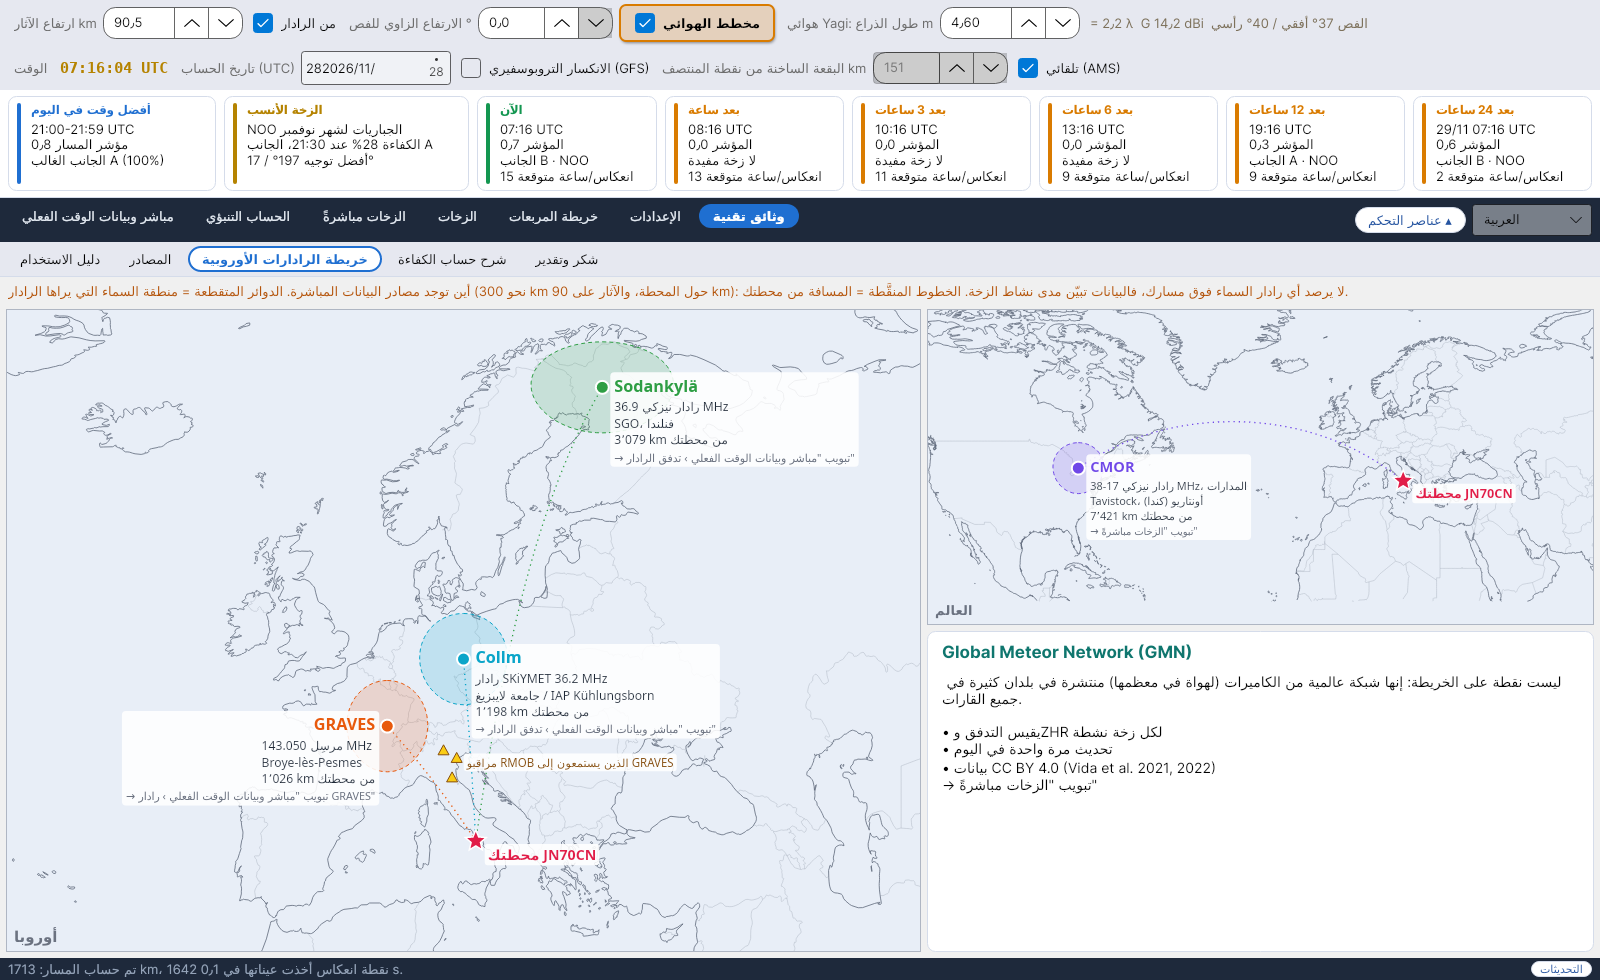 ارتفاع الآثار km 90٫5 من الرادار الارتفاع الزاوي للفص ° 0٫0 مخطط الهوائي هوائي Yagi: طول الذراع m 4٫60 = 2٫2 λ G 14٫2 dBi الفص 37° أفقي / 40° رأسي
الوقت 07:16:04 UTC تاريخ الحساب (UTC) 282026/11/ 28 الانكسار التروبوسفيري (GFS) البقعة الساخنة من نقطة المنتصف km 151 تلقائي (AMS)
أفضل وقت في اليوم
21:00-21:59 UTC
مؤشر المسار 0٫8
الجانب الغالب A (100%)
الزخة الأنسب
الجباريات لشهر نوفمبر NOO
الكفاءة 28% عند 21:30، الجانب A
أفضل توجيه 197° / 17°
الآن
07:16 UTC
المؤشر 0٫7
الجانب B · NOO
انعكاس/ساعة متوقعة 15
بعد ساعة
08:16 UTC
المؤشر 0٫0
لا زخة مفيدة
انعكاس/ساعة متوقعة 13
بعد 3 ساعات
10:16 UTC
المؤشر 0٫0
لا زخة مفيدة
انعكاس/ساعة متوقعة 11
بعد 6 ساعات
13:16 UTC
المؤشر 0٫0
لا زخة مفيدة
انعكاس/ساعة متوقعة 9
بعد 12 ساعات
19:16 UTC
المؤشر 0٫3
الجانب A · NOO
انعكاس/ساعة متوقعة 9
بعد 24 ساعات
29/11 07:16 UTC
المؤشر 0٫6
الجانب B · NOO
انعكاس/ساعة متوقعة 2
مباشر وبيانات الوقت الفعلي الحساب التنبؤي الزخات مباشرةً الزخات خريطة المربعات الإعدادات وثائق تقنية ▴ عناصر التحكم العربية
دليل الاستخدام المصادر خريطة الرادارات الأوروبية شرح حساب الكفاءة شكر وتقدير
أين توجد مصادر البيانات المباشرة. الدوائر المتقطعة = منطقة السماء التي يراها الرادار (نحو 300 km حول المحطة، والآثار على 90 km): لا يرصد أي رادار السماء فوق مسارك، فالبيانات تبيّن مدى نشاط الزخة. الخطوط المنقَّطة = المسافة من محطتك.
Sodankylä
رادار نيزكي 36.9 MHz
SGO، فنلندا
3٬079 km من محطتك
→ تبويب "مباشر وبيانات الوقت الفعلي › تدفق الرادار"
Collm
رادار SKiYMET 36.2 MHz
جامعة لايبزيغ / IAP Kühlungsborn
1٬198 km من محطتك
→ تبويب "مباشر وبيانات الوقت الفعلي › تدفق الرادار"
GRAVES
مرسل 143.050 MHz
Broye-lès-Pesmes
1٬026 km من محطتك
→ تبويب "مباشر وبيانات الوقت الفعلي › رادار GRAVES"
مراقبو RMOB الذين يستمعون إلى GRAVES
محطتك JN70CN
أوروبا
CMOR
رادار نيزكي 17-38 MHz، المدارات
Tavistock، أونتاريو (كندا)
7٬421 km من محطتك
→ تبويب "الزخات مباشرةً"
محطتك JN70CN
العالم
Global Meteor Network (GMN)
ليست نقطة على الخريطة: إنها شبكة عالمية من الكاميرات (لهواة في معظمها) منتشرة في بلدان كثيرة في
جميع القارات.
• يقيس التدفق وZHR لكل زخة نشطة
• تحديث مرة واحدة في اليوم
• بيانات CC BY 4.0 (Vida et al. 2021, 2022)
→ تبويب "الزخات مباشرةً"
تم حساب المسار: 1713 نقطة انعكاس أخذت عيناتها في 0٫1 s. 1642 km، التحديثات